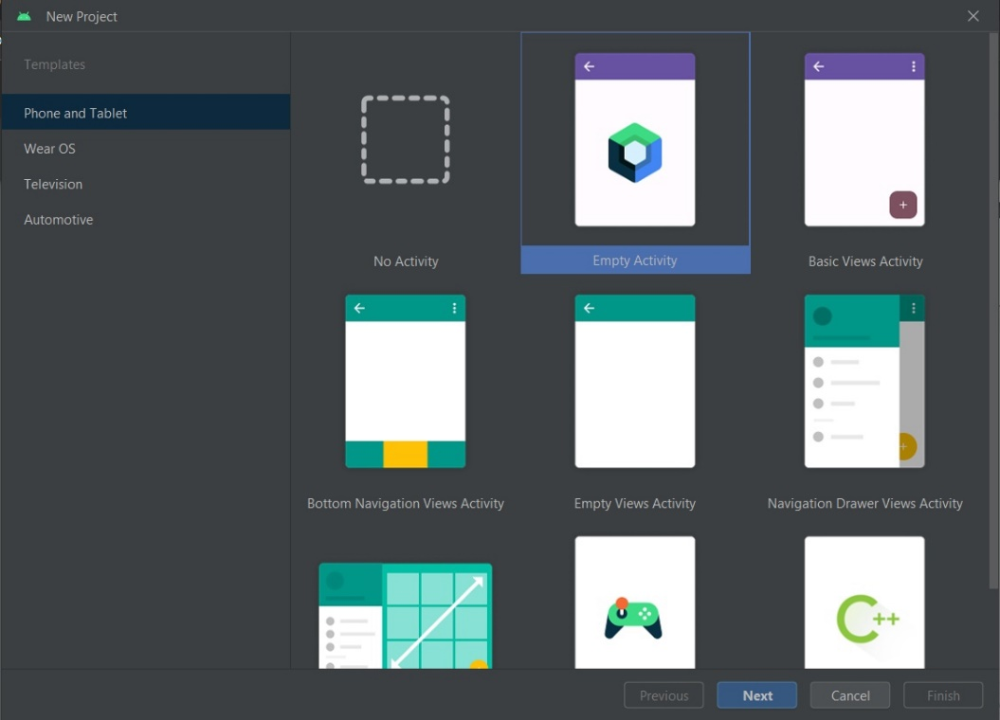 New Project
Templates
Phone and Tablet
Wear OS
Television
Automotive
No Activity
Empty Activity
Basic Views Activity
Bottom Navigation Views Activity
Empty Views Activity
Navigation Drawer Views Activity
C++
Previous
Next
Cancel
Finish